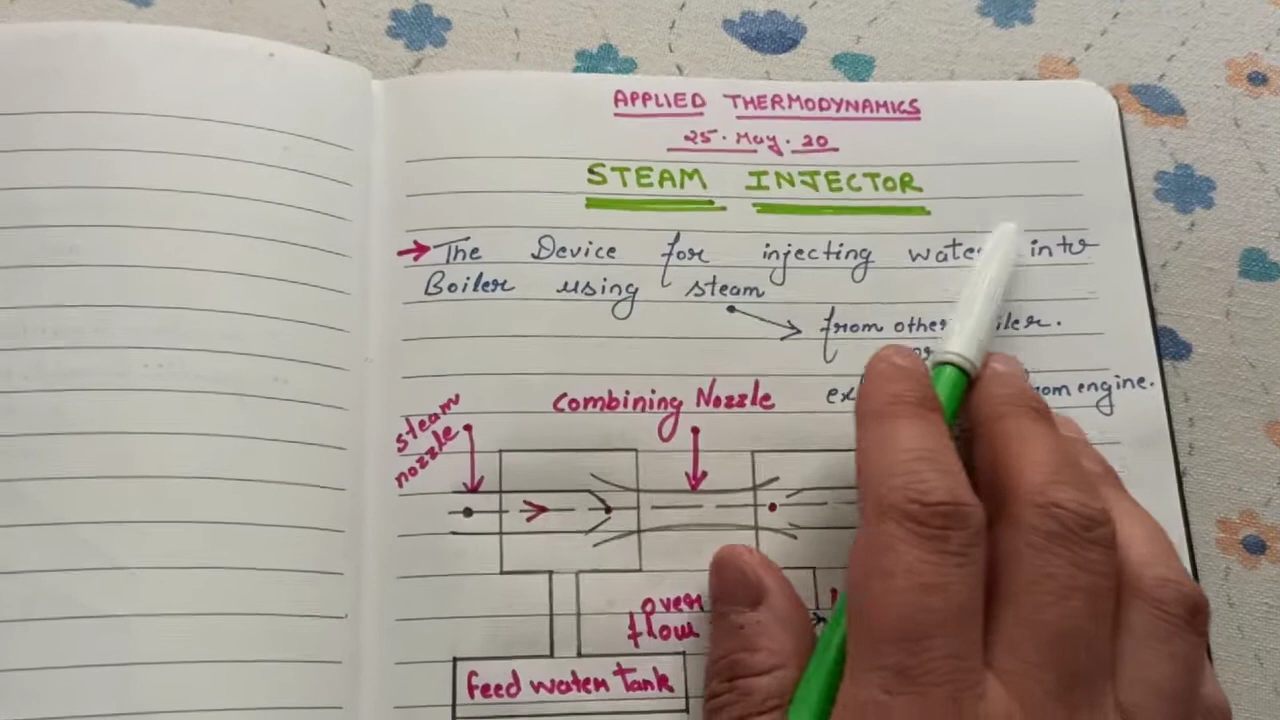 APPLIED THERMODYNAMICS
25. May. 20
STEAM INJECTOR
The Device for injecting water into
Boiler using steam
from other
from engine.
Combining Nozzle
steam
nozzle
over
flow
feed water tank